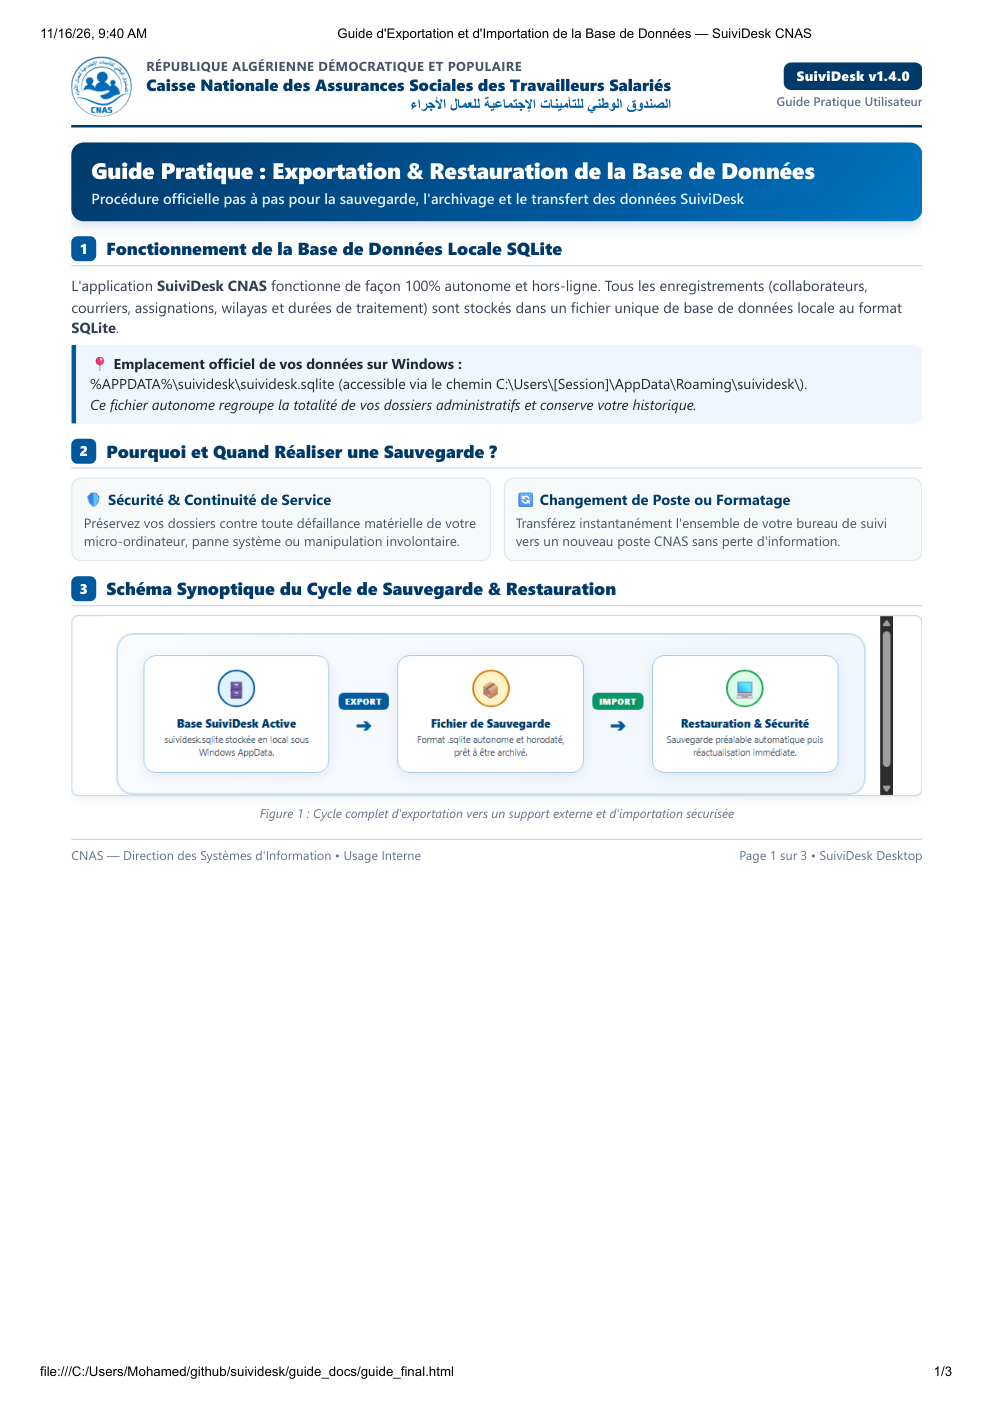 11/16/26, 9:40 AM
Guide d'Exportation et d'Importation de la Base de Données — SuiviDesk CNAS
CNAS
RÉPUBLIQUE ALGÉRIENNE DÉMOCRATIQUE ET POPULAIRE
Caisse Nationale des Assurances Sociales des Travailleurs Salariés
الصندوق الوطني للتأمينات الإجتماعية للعمال الأجراء
SuiviDesk v1.4.0
Guide Pratique Utilisateur
Guide Pratique : Exportation & Restauration de la Base de Données
Procédure officielle pas à pas pour la sauvegarde, l'archivage et le transfert des données SuiviDesk
1 Fonctionnement de la Base de Données Locale SQLite
L'application SuiviDesk CNAS fonctionne de façon 100% autonome et hors-ligne. Tous les enregistrements (collaborateurs,
courriers, assignations, wilayas et durées de traitement) sont stockés dans un fichier unique de base de données locale au format
SQLite.
📍 Emplacement officiel de vos données sur Windows :
%APPDATA%\suividesk\suividesk.sqlite (accessible via le chemin C:\Users\[Session]\AppData\Roaming\suividesk\).
Ce fichier autonome regroupe la totalité de vos dossiers administratifs et conserve votre historique.
2 Pourquoi et Quand Réaliser une Sauvegarde ?
Sécurité & Continuité de Service
Préservez vos dossiers contre toute défaillance matérielle de votre
micro-ordinateur, panne système ou manipulation involontaire.
Changement de Poste ou Formatage
Transférez instantanément l'ensemble de votre bureau de suivi
vers un nouveau poste CNAS sans perte d'information.
3 Schéma Synoptique du Cycle de Sauvegarde & Restauration
Base SuiviDesk Active
suividesk.sqlite stockée en local sous
Windows AppData.
EXPORT
➔
Fichier de Sauvegarde
Format .sqlite autonome et horodaté,
prêt à être archivé.
IMPORT
➔
Restauration & Sécurité
Sauvegarde préalable automatique puis
réactualisation immédiate.
Figure 1 : Cycle complet d'exportation vers un support externe et d'importation sécurisée
CNAS — Direction des Systèmes d'Information • Usage Interne
Page 1 sur 3 • SuiviDesk Desktop
file:///C:/Users/Mohamed/github/suividesk/guide_docs/guide_final.html
1/3